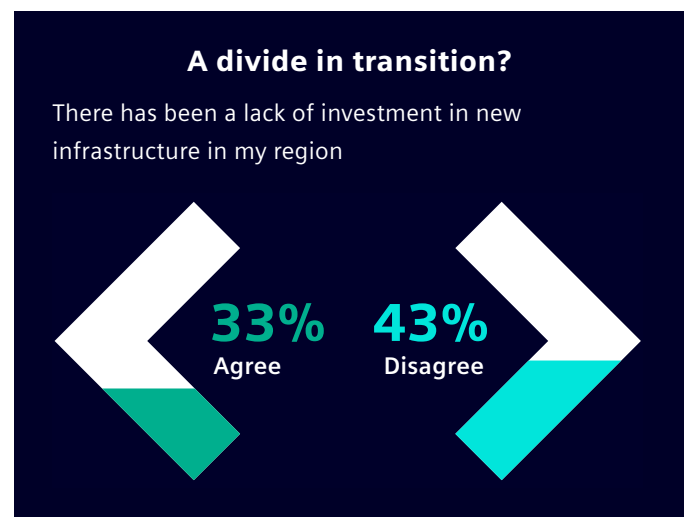 A divide in transition?
There has been a lack of investment in new
infrastructure in my region
33%
Agree
43%
Disagree